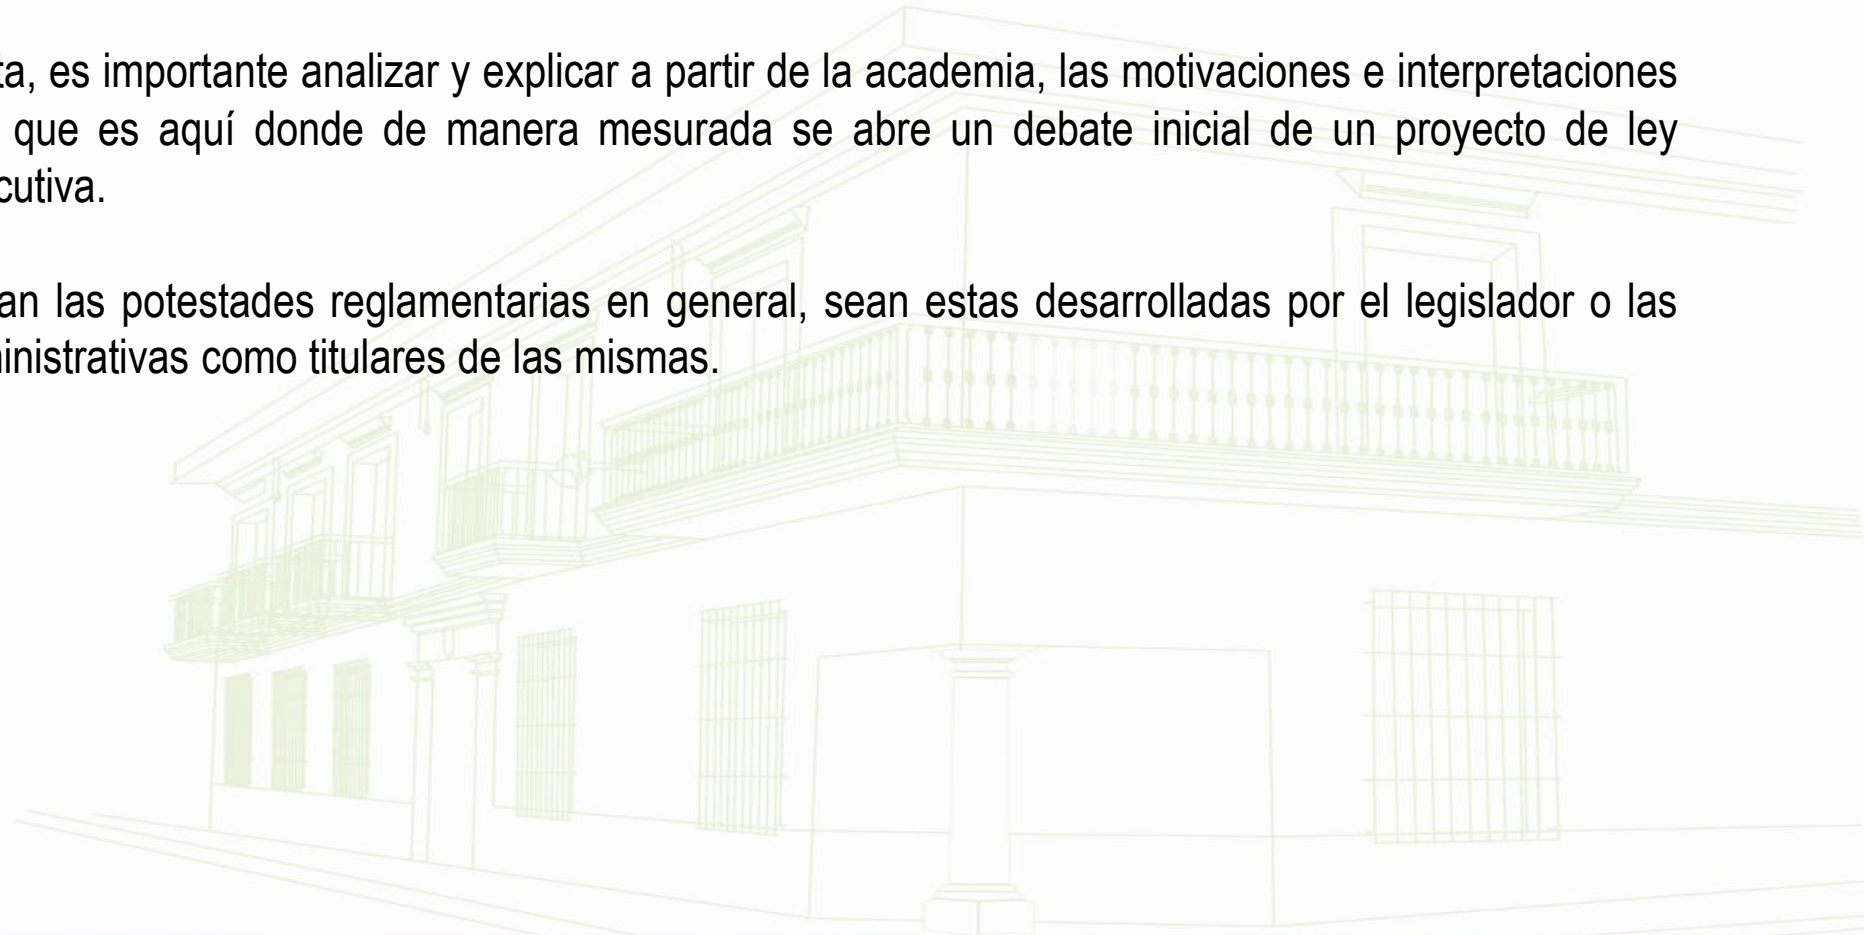 ta, es importante analizar y explicar a partir de la academia, las motivaciones e interpretaciones
que es aquí donde de manera mesurada se abre un debate inicial de un proyecto de ley
cutiva.
an las potestades reglamentarias en general, sean estas desarrolladas por el legislador o las
ministrativas como titulares de las mismas.